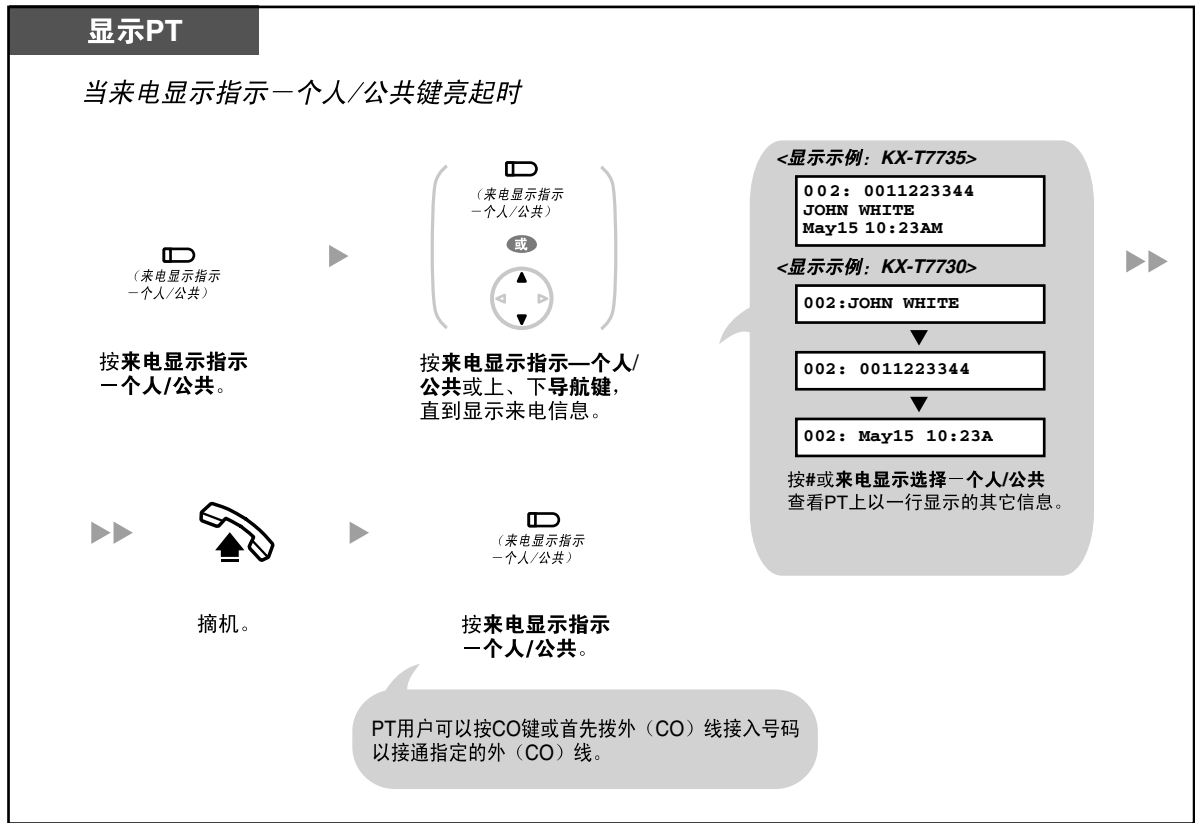 显示PT
当来电显示指示－个人/公共键亮起时
（来电显示指示
－个人/公共）
按来电显示指示
－个人/公共。
（来电显示指示
－个人/公共）
或
按来电显示指示—个人/
公共或上、下导航键，
直到显示来电信息。
<显示示例：KX-T7735>
002: 0011223344
JOHN WHITE
May15 10:23AM
<显示示例：KX-T7730>
002:JOHN WHITE
002: 0011223344
002: May15 10:23A
按#或来电显示选择－个人/公共
查看PT上以一行显示的其它信息。
摘机。
（来电显示指示
－个人/公共）
按来电显示指示
－个人/公共。
PT用户可以按CO键或首先拨外（CO）线接入号码
以接通指定的外（CO）线。